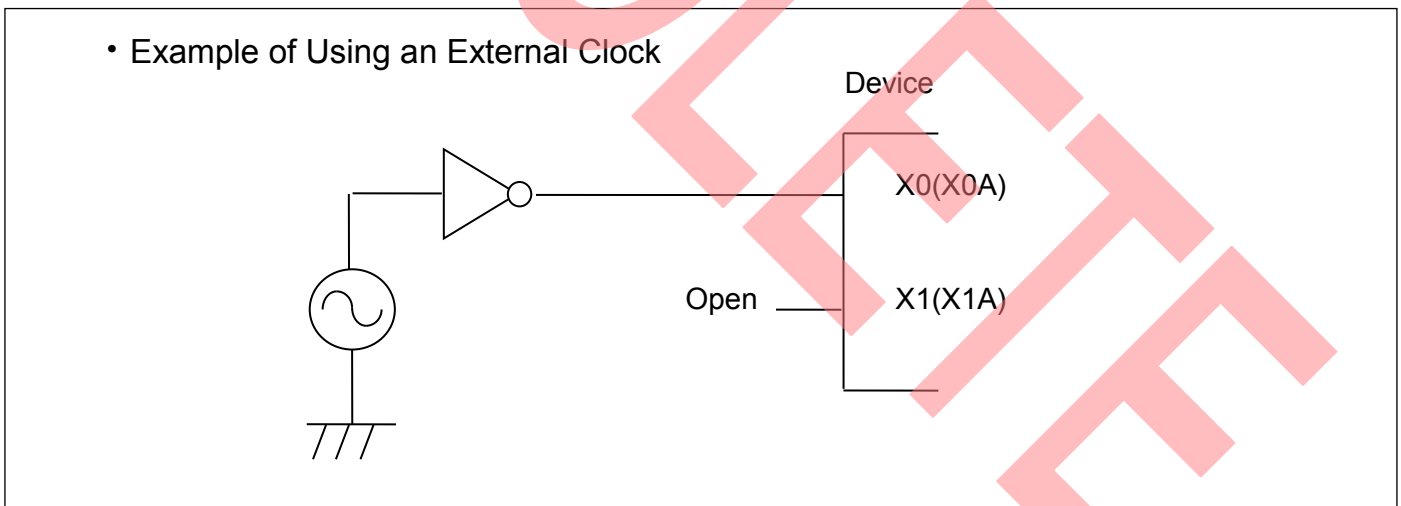 • Example of Using an External Clock
Device
X0(X0A)
Open
X1(X1A)